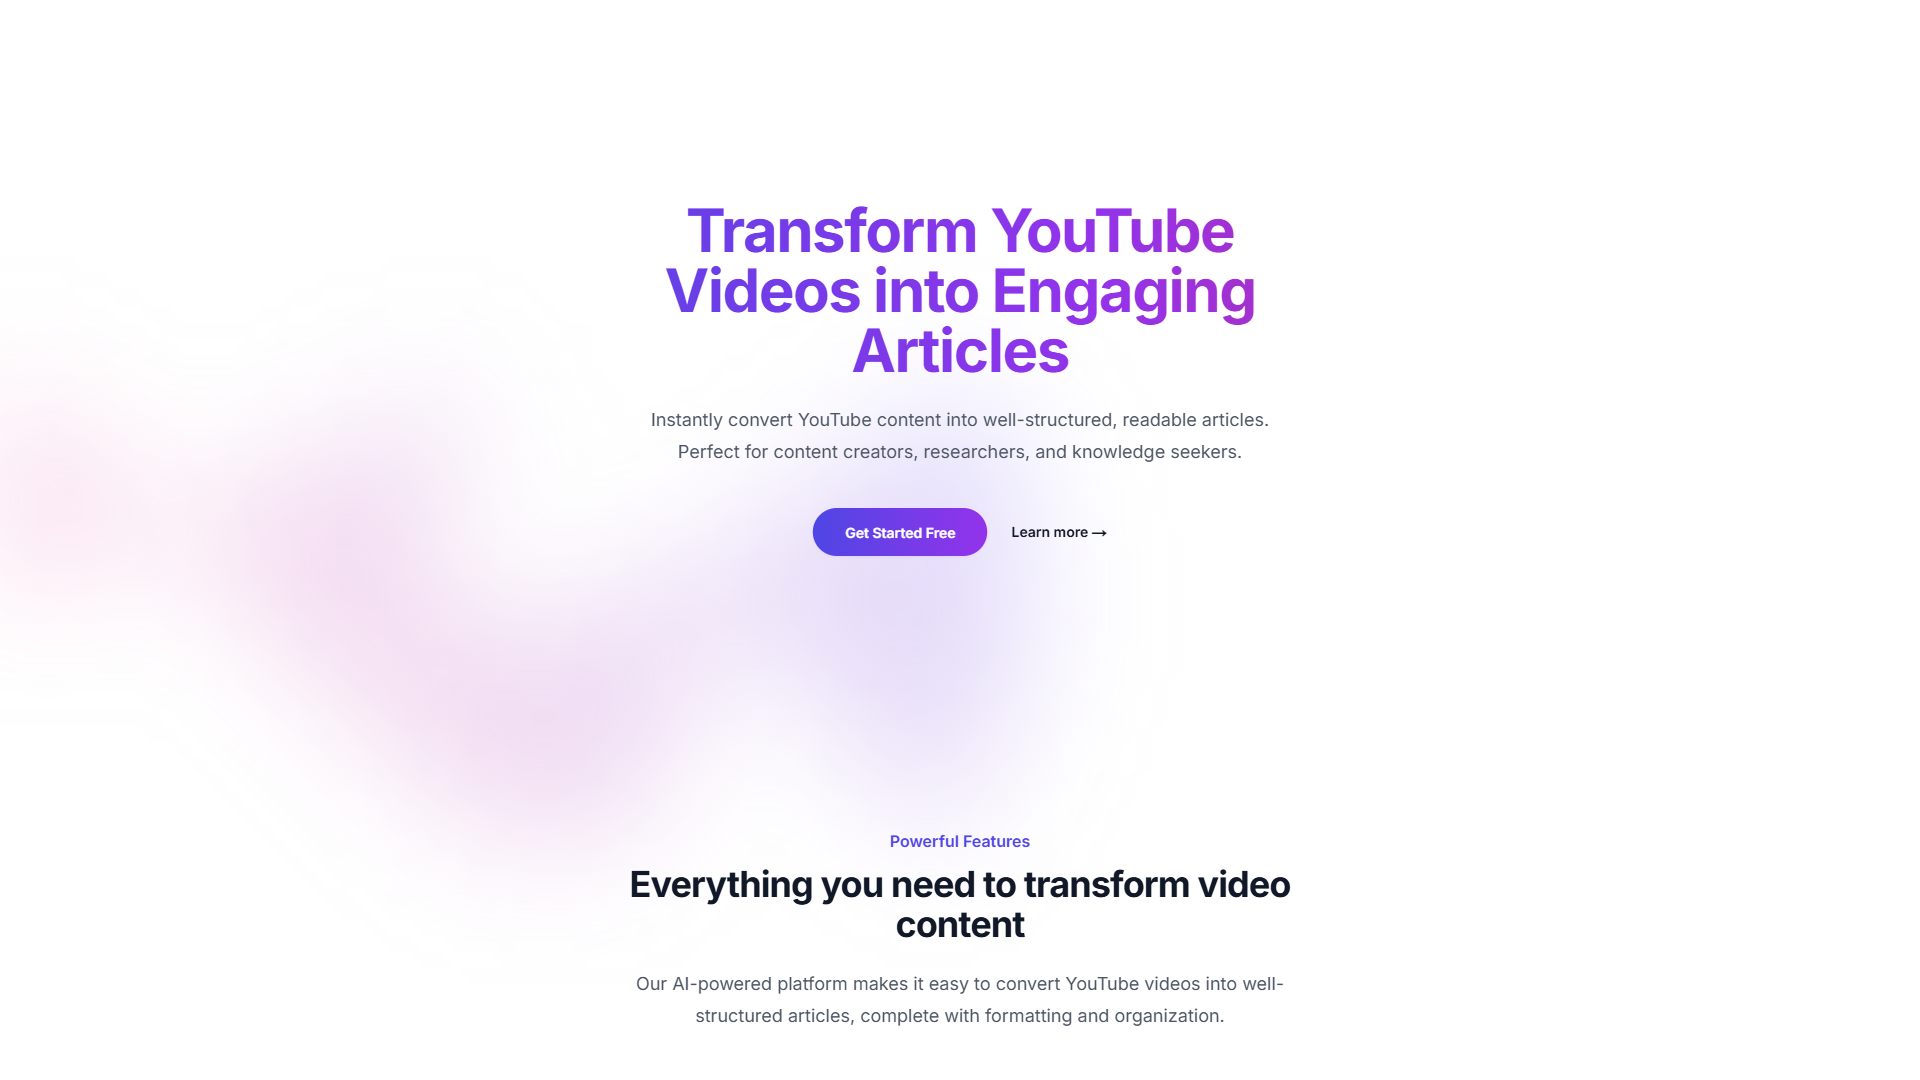 Transform YouTube
Videos into Engaging
Articles
Instantly convert YouTube content into well-structured, readable articles.
Perfect for content creators, researchers, and knowledge seekers.
Get Started Free
Learn more →
Powerful Features
Everything you need to transform video
content
Our AI-powered platform makes it easy to convert YouTube videos into well-
structured articles, complete with formatting and organization.